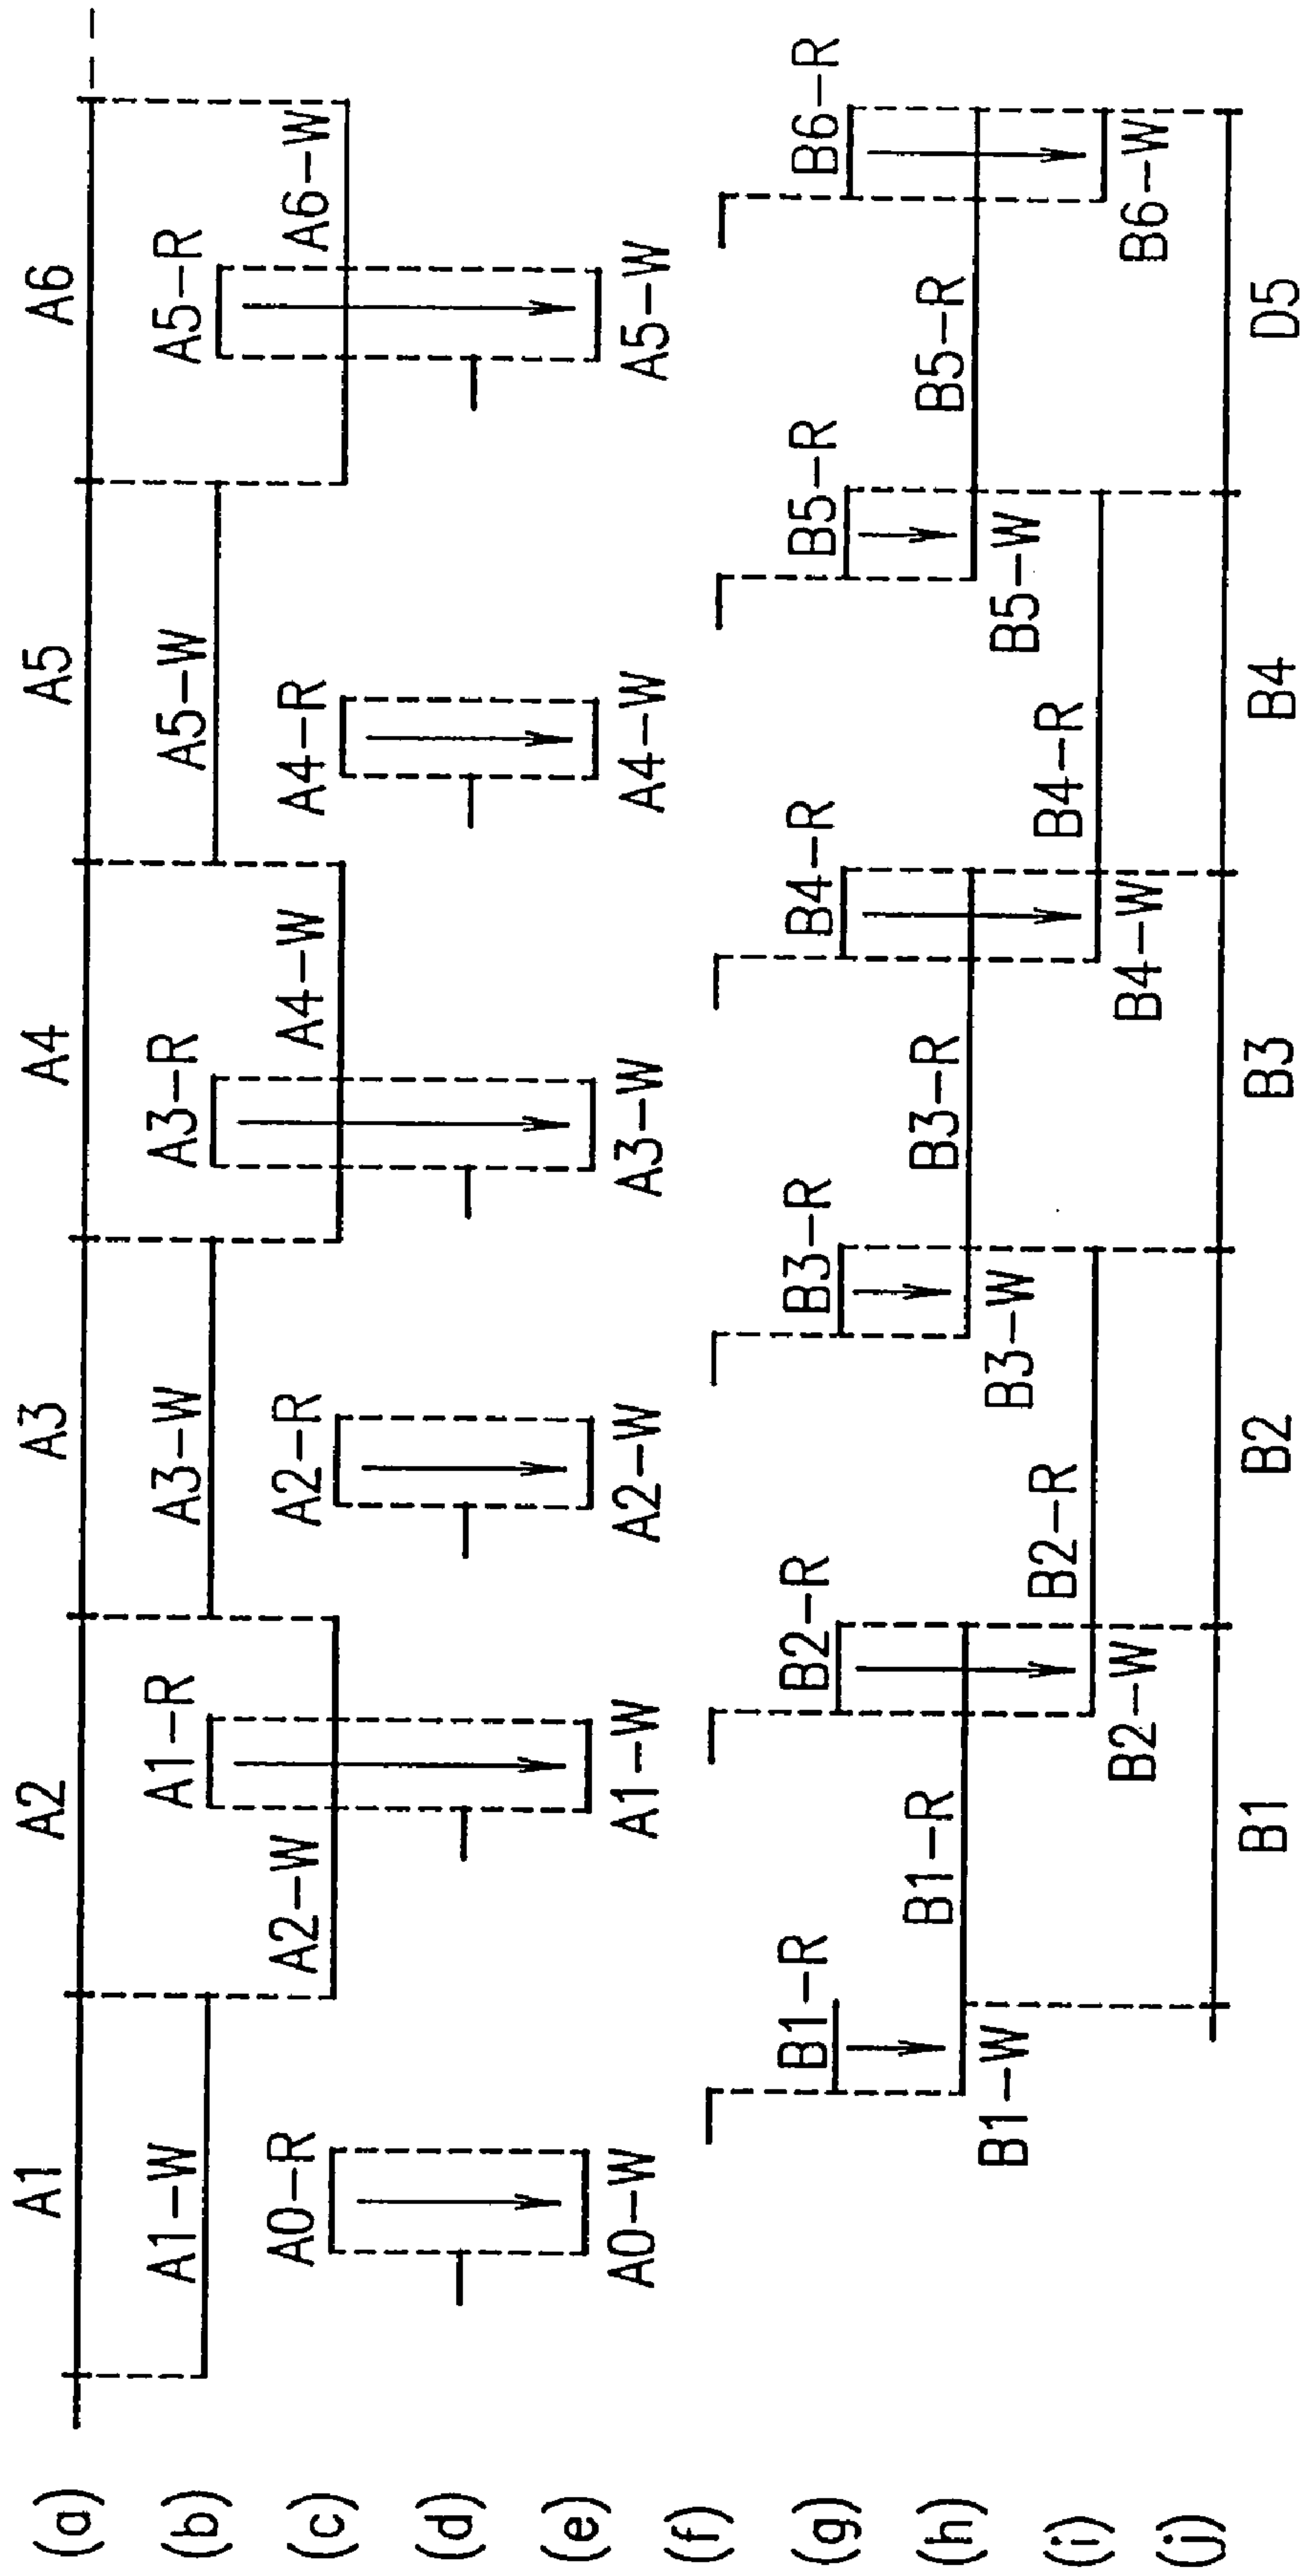 (a) A1 A2 A3 A4 A5 A6
(b) A1-W A1-R A3-W A3-R A5-W A5-R
(c) A0-R A2-W A2-R A4-W A4-R A6-W
(d)
(e) A0-W A1-W A2-W A3-W A4-W A5-W
(f)
(g) B1-R B2-R B3-R B4-R B5-R B6-R
(h) B1-R B3-R B5-R
B1-W B3-W B5-W
(i) B2-R B4-R
B2-W B4-W B6-W
(j) B1 B2 B3 B4 D5